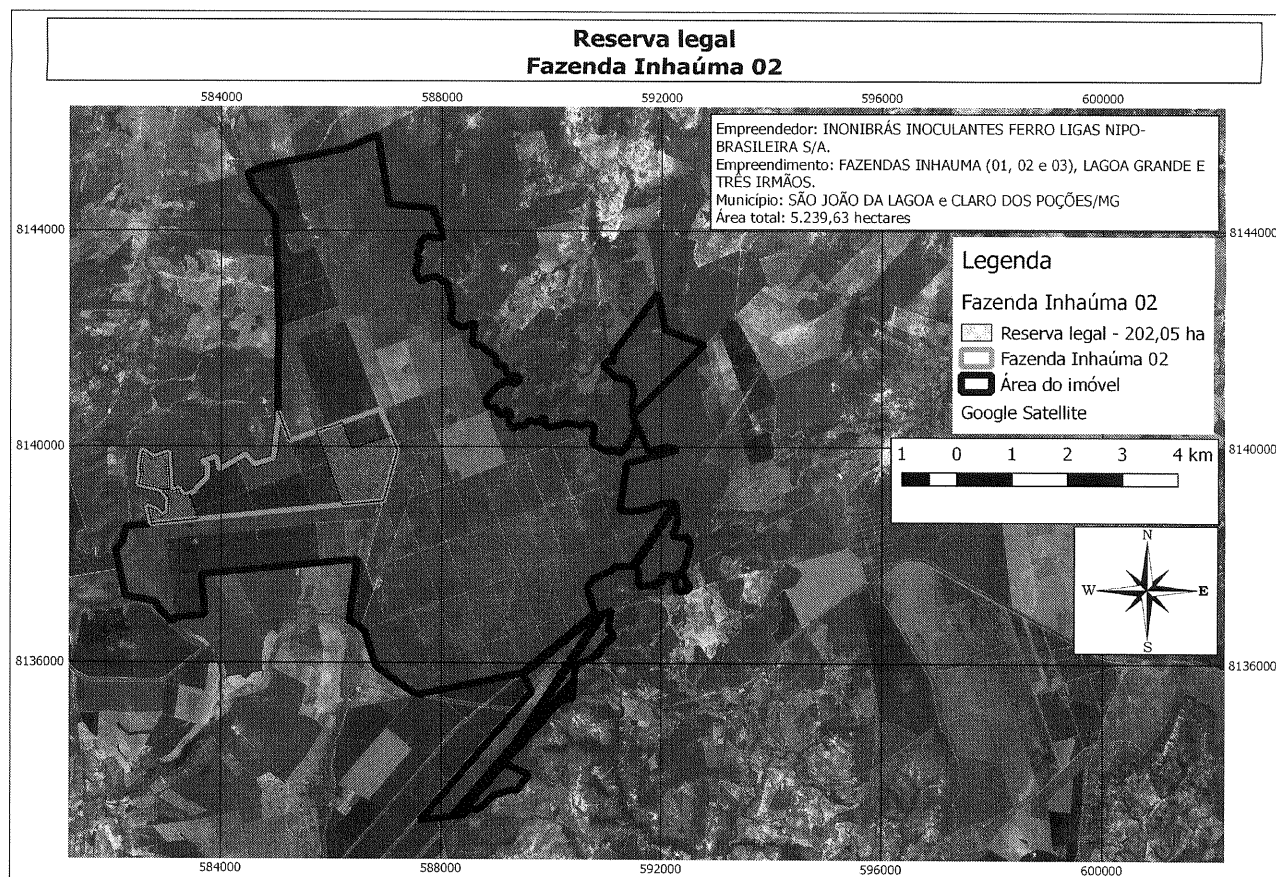 Reserva legal
Fazenda Inhaúma 02
584000 588000 592000 596000 600000
Empreendedor: INONIBRÁS INOCULANTES FERRO LIGAS NIPO-
BRASILEIRA S/A.
Empreendimento: FAZENDAS INHAUMA (01, 02 e 03), LAGOA GRANDE E
TRÊS IRMÃOS.
Município: SÃO JOÃO DA LAGOA e CLARO DOS POÇÕES/MG
Área total: 5.239,63 hectares
8144000 8144000
Legenda
Fazenda Inhaúma 02
Reserva legal - 202,05 ha
Fazenda Inhaúma 02
Área do imóvel
Google Satellite
8140000 8140000
1 0 1 2 3 4 km
N
W E
S
8136000 8136000
584000 588000 592000 596000 600000